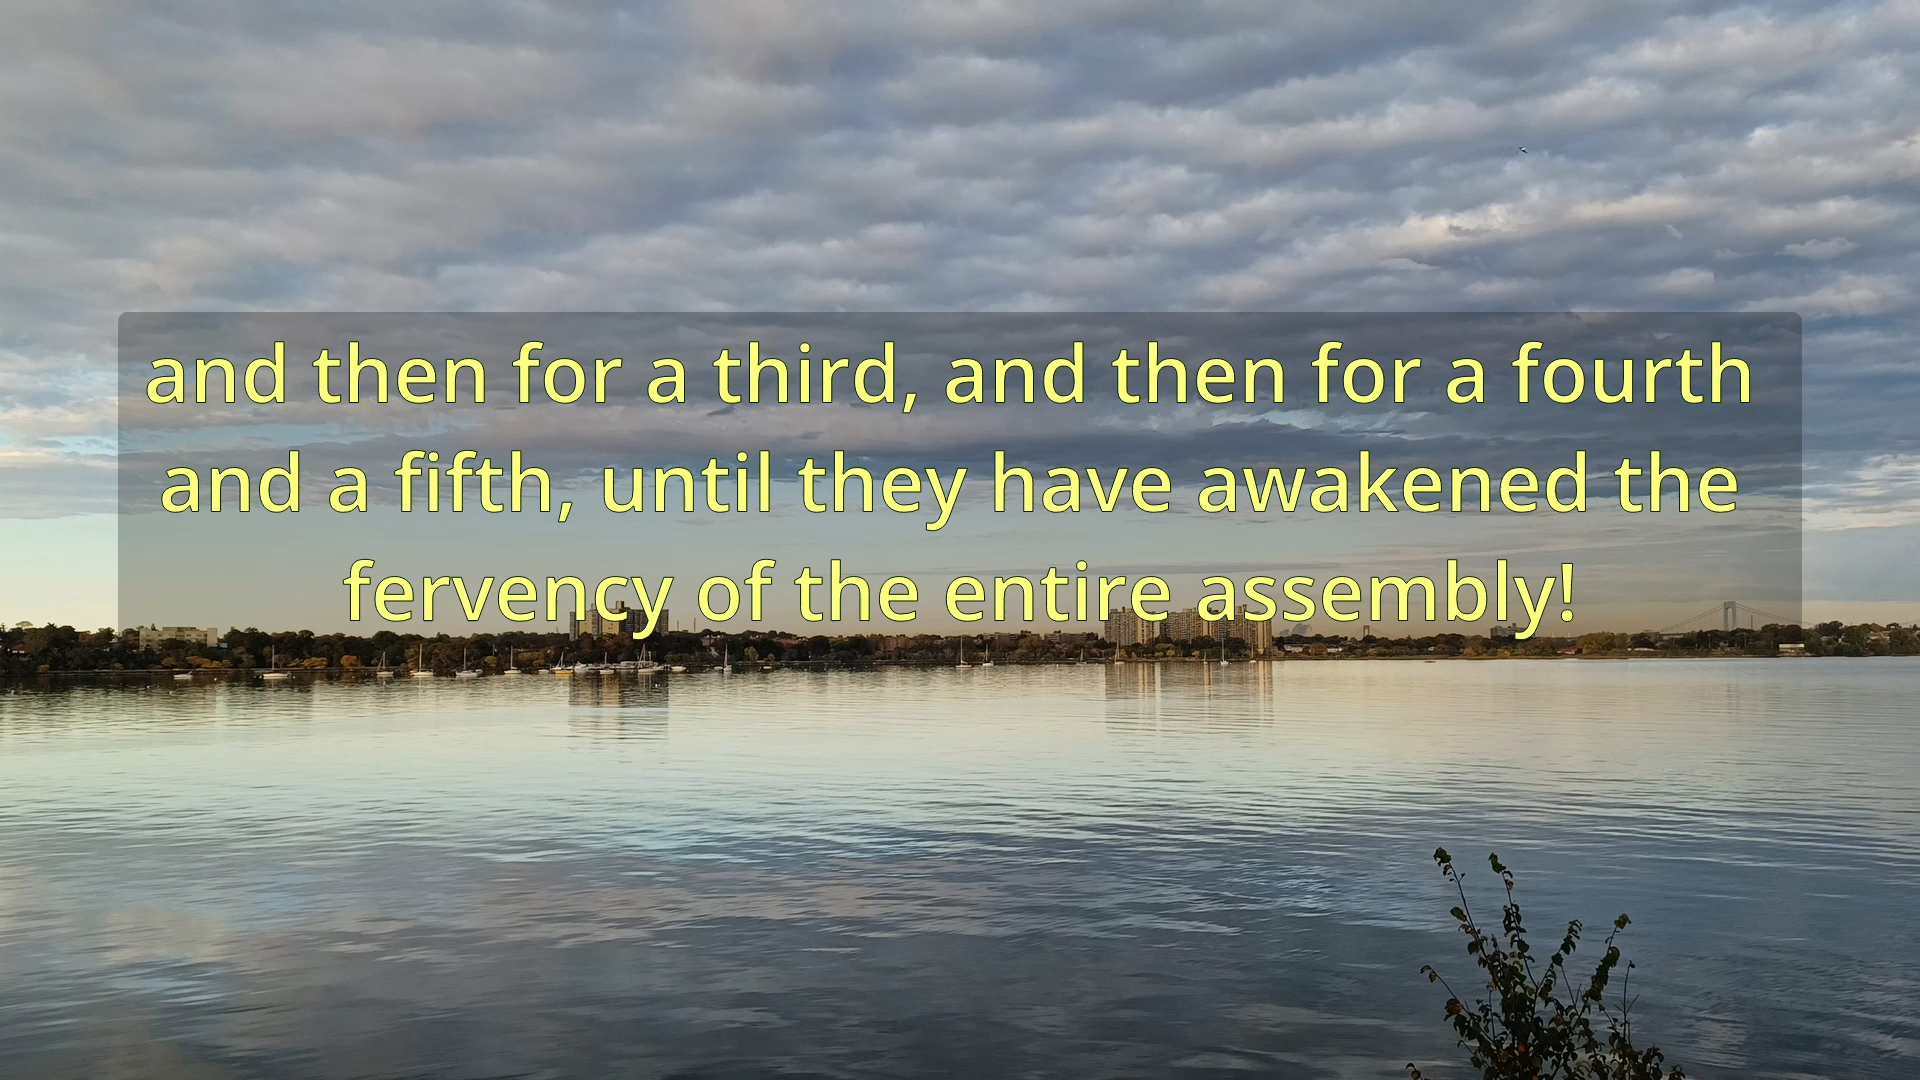 and then for a third, and then for a fourth
and a fifth, until they have awakened the
fervency of the entire assembly!